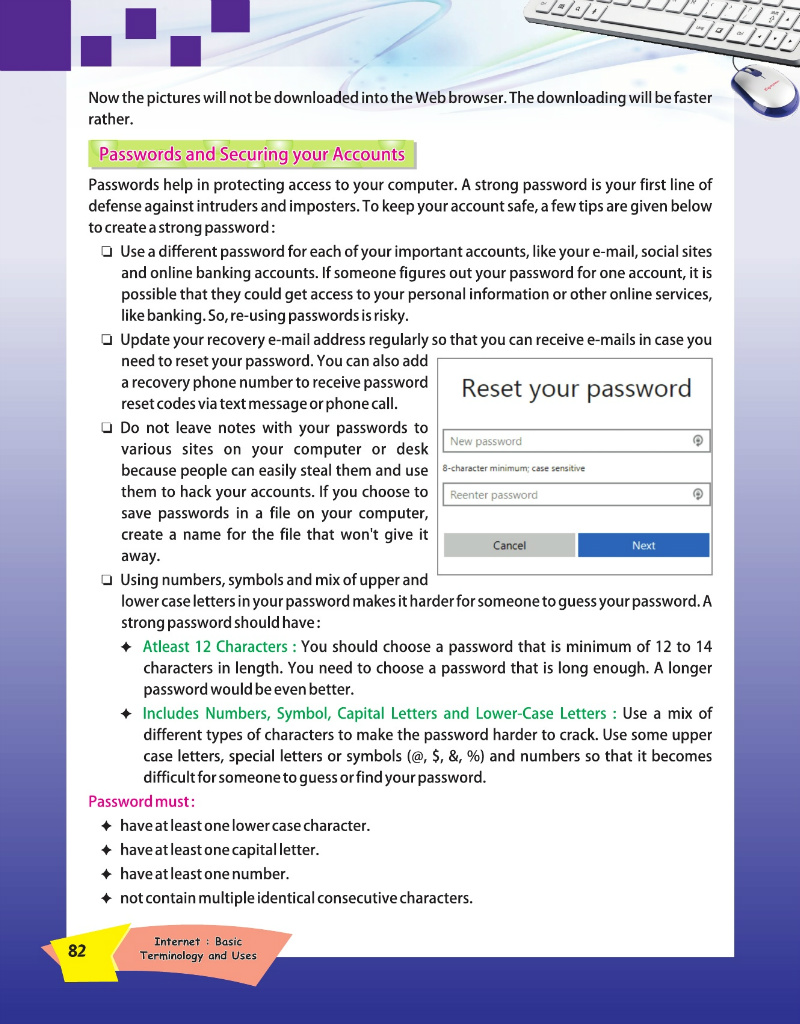 Now the pictures will not be downloaded into the Web browser. The downloading will be faster
rather.
Passwords and Securing your Accounts
Passwords help in protecting access to your computer. A strong password is your first line of
defense against intruders and imposters. To keep your account safe, a few tips are given below
to create a strong password :
❏ Use a different password for each of your important accounts, like your e-mail, social sites
and online banking accounts. If someone figures out your password for one account, it is
possible that they could get access to your personal information or other online services,
like banking. So, re-using passwords is risky.
❏ Update your recovery e-mail address regularly so that you can receive e-mails in case you
need to reset your password. You can also add
a recovery phone number to receive password
reset codes via text message or phone call.
❏ Do not leave notes with your passwords to
various sites on your computer or desk
because people can easily steal them and use
them to hack your accounts. If you choose to
save passwords in a file on your computer,
create a name for the file that won't give it
away.
Reset your password
New password
8-character minimum; case sensitive
Reenter password
Cancel Next
❏ Using numbers, symbols and mix of upper and
lower case letters in your password makes it harder for someone to guess your password. A
strong password should have :
✦ Atleast 12 Characters : You should choose a password that is minimum of 12 to 14
characters in length. You need to choose a password that is long enough. A longer
password would be even better.
✦ Includes Numbers, Symbol, Capital Letters and Lower-Case Letters : Use a mix of
different types of characters to make the password harder to crack. Use some upper
case letters, special letters or symbols (@, $, &, %) and numbers so that it becomes
difficult for someone to guess or find your password.
Password must :
✦ have at least one lower case character.
✦ have at least one capital letter.
✦ have at least one number.
✦ not contain multiple identical consecutive characters.
82
Internet : Basic
Terminology and Uses